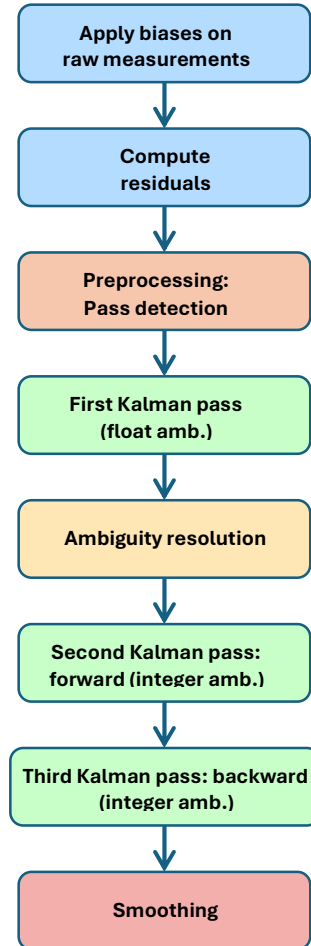 Apply biases on
raw measurements
Compute
residuals
Preprocessing:
Pass detection
First Kalman pass
(float amb.)
Ambiguity resolution
Second Kalman pass:
forward (integer amb.)
Third Kalman pass: backward
(integer amb.)
Smoothing